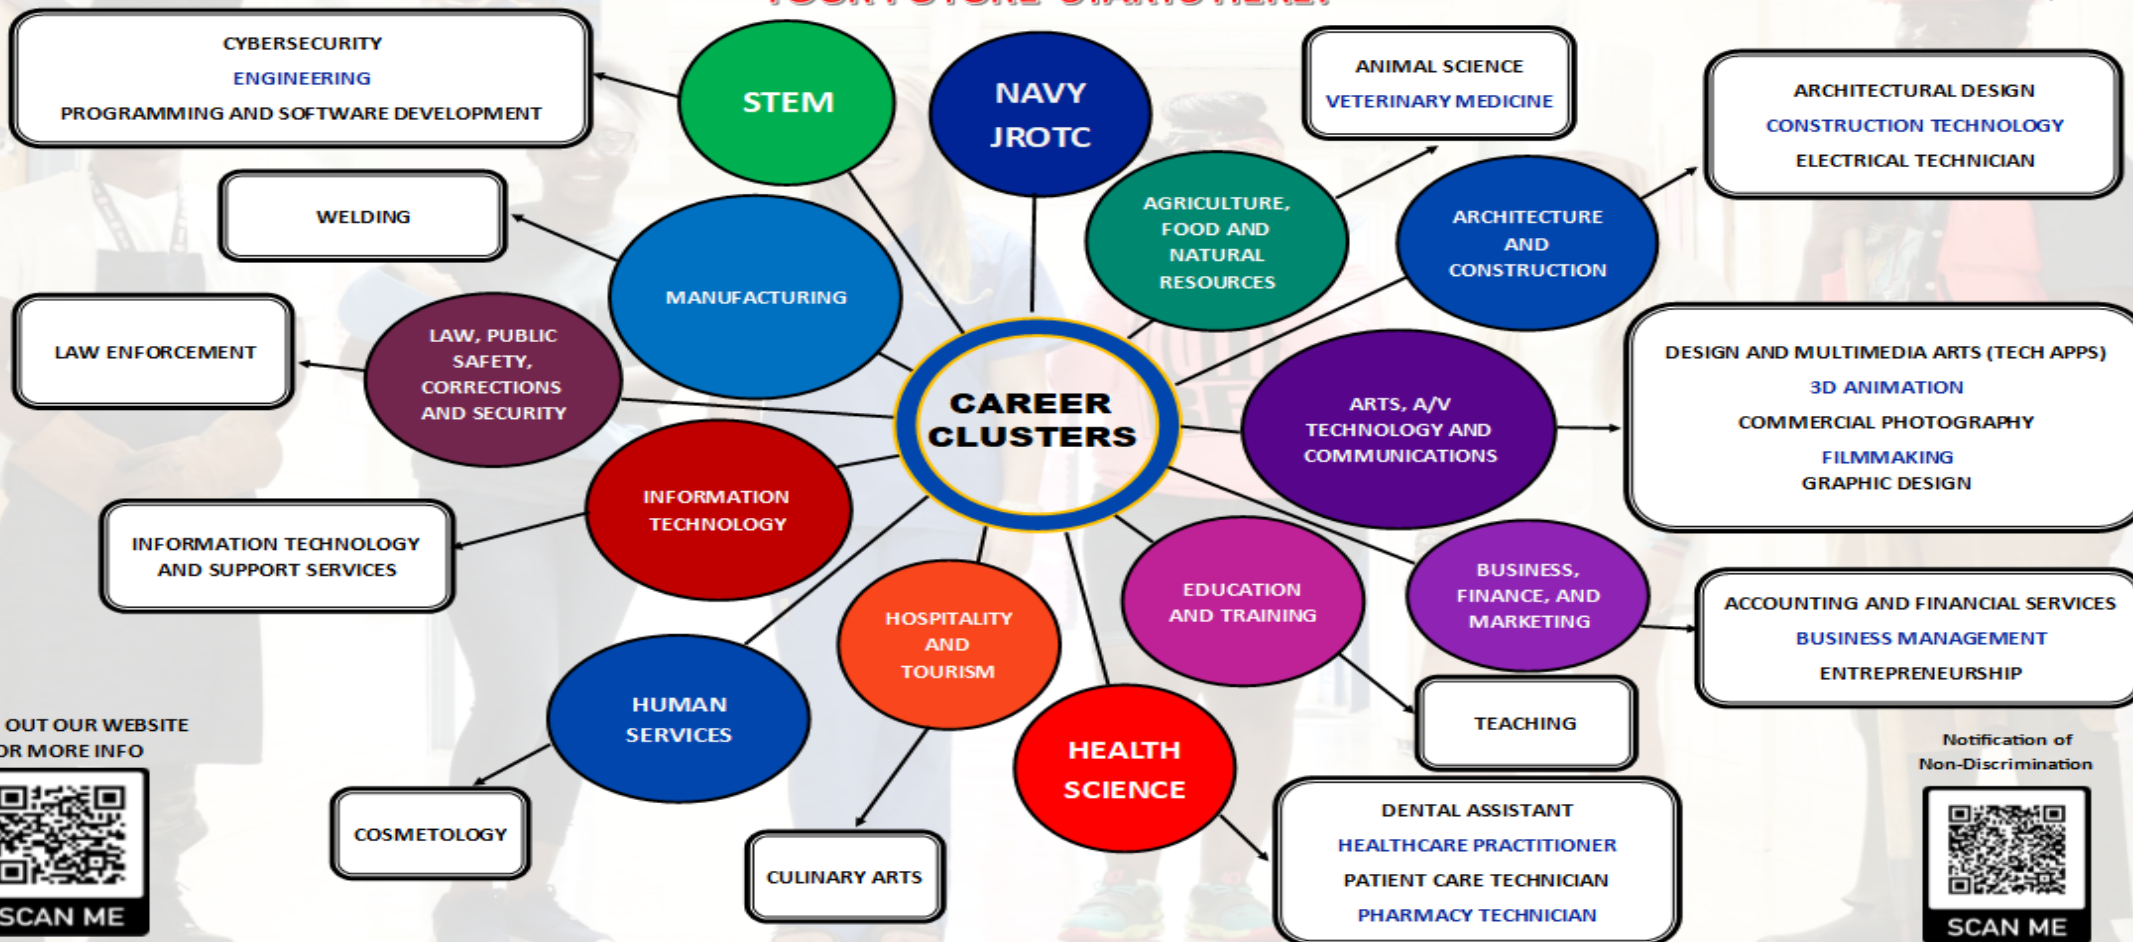 YOUR FUTURE STARTS HERE!
CYBERSECURITY
ENGINEERING
PROGRAMMING AND SOFTWARE DEVELOPMENT
STEM
NAVY
JROTC
ANIMAL SCIENCE
VETERINARY MEDICINE
ARCHITECTURAL DESIGN
CONSTRUCTION TECHNOLOGY
ELECTRICAL TECHNICIAN
WELDING
MANUFACTURING
AGRICULTURE,
FOOD AND
NATURAL
RESOURCES
ARCHITECTURE
AND
CONSTRUCTION
LAW ENFORCEMENT
LAW, PUBLIC
SAFETY,
CORRECTIONS
AND SECURITY
CAREER
CLUSTERS
ARTS, A/V
TECHNOLOGY AND
COMMUNICATIONS
DESIGN AND MULTIMEDIA ARTS (TECH APPS)
3D ANIMATION
COMMERCIAL PHOTOGRAPHY
FILMMAKING
GRAPHIC DESIGN
INFORMATION TECHNOLOGY
AND SUPPORT SERVICES
INFORMATION
TECHNOLOGY
HOSPITALITY
AND
TOURISM
EDUCATION
AND TRAINING
BUSINESS,
FINANCE, AND
MARKETING
ACCOUNTING AND FINANCIAL SERVICES
BUSINESS MANAGEMENT
ENTREPRENEURSHIP
HUMAN
SERVICES
HEALTH
SCIENCE
TEACHING
OUT OUR WEBSITE
OR MORE INFO
SCAN ME
COSMETOLOGY
CULINARY ARTS
DENTAL ASSISTANT
HEALTHCARE PRACTITIONER
PATIENT CARE TECHNICIAN
PHARMACY TECHNICIAN
Notification of
Non-Discrimination
SCAN ME